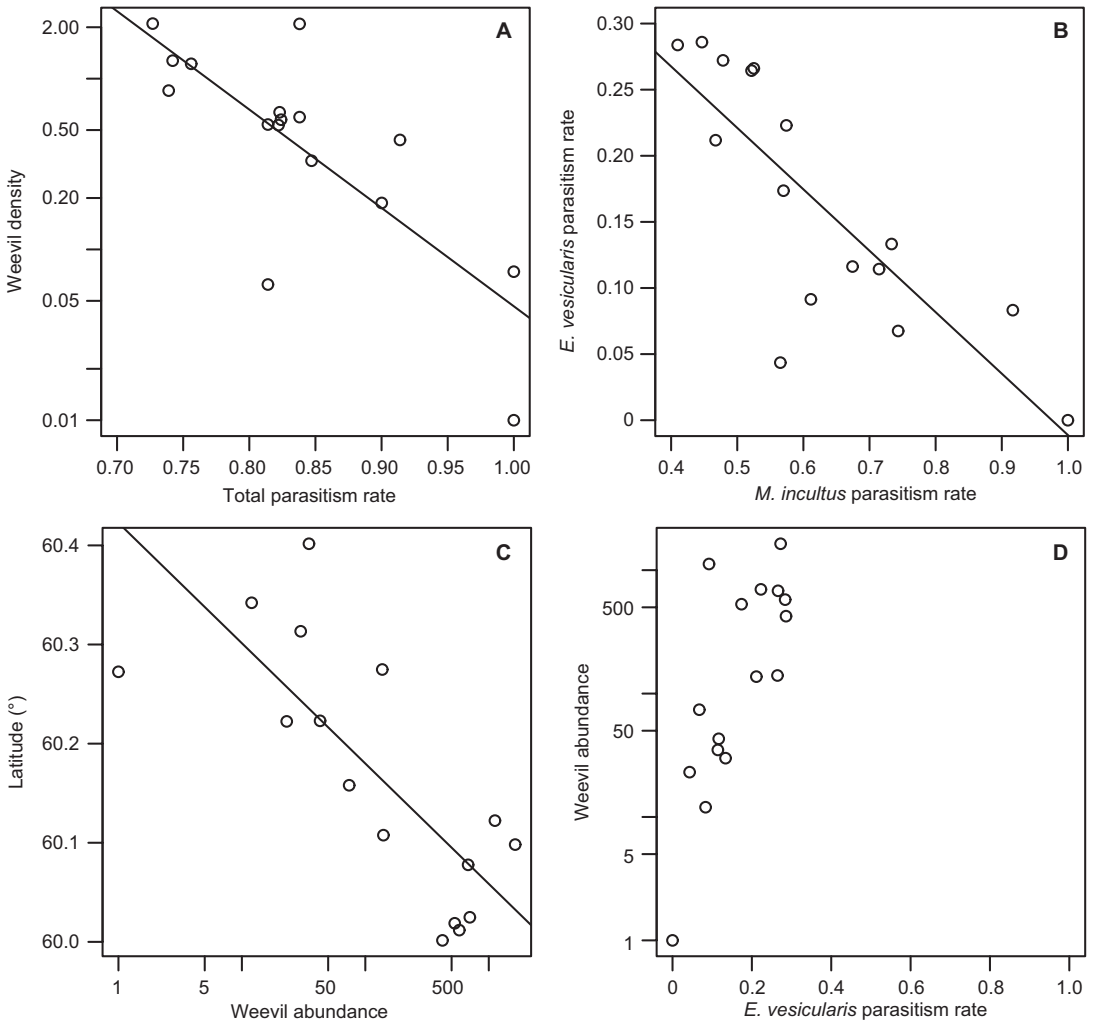 A
2.00
0.50
0.20
0.05
0.01
Weevil density
0.70 0.75 0.80 0.85 0.90 0.95 1.00
Total parasitism rate
B
0.30
0.25
0.20
0.15
0.10
0.05
0
E. vesicularis parasitism rate
0.4 0.5 0.6 0.7 0.8 0.9 1.0
M. incultus parasitism rate
C
60.4
60.3
60.2
60.1
60.0
Latitude (°)
1 5 50 500
Weevil abundance
D
500
50
5
1
Weevil abundance
0 0.2 0.4 0.6 0.8 1.0
E. vesicularis parasitism rate